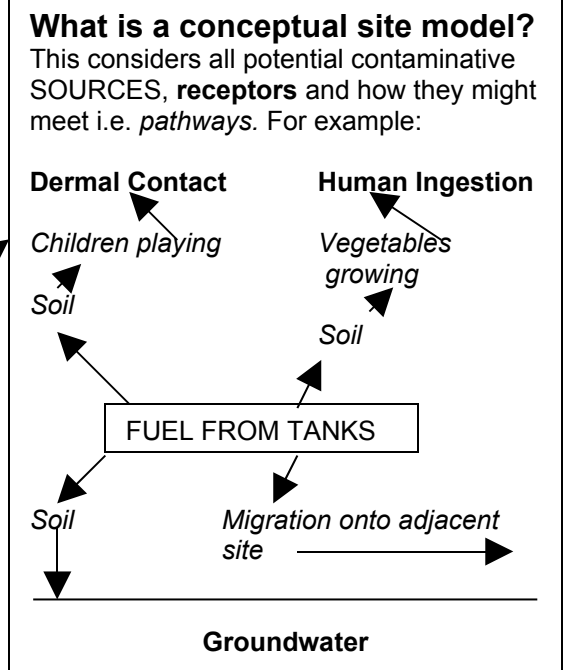 What is a conceptual site model?
This considers all potential contaminative
SOURCES, receptors and how they might
meet i.e. pathways. For example:
Dermal Contact
Human Ingestion
Children playing
Vegetables
growing
Soil
Soil
FUEL FROM TANKS
Soil
Migration onto adjacent
site
Groundwater